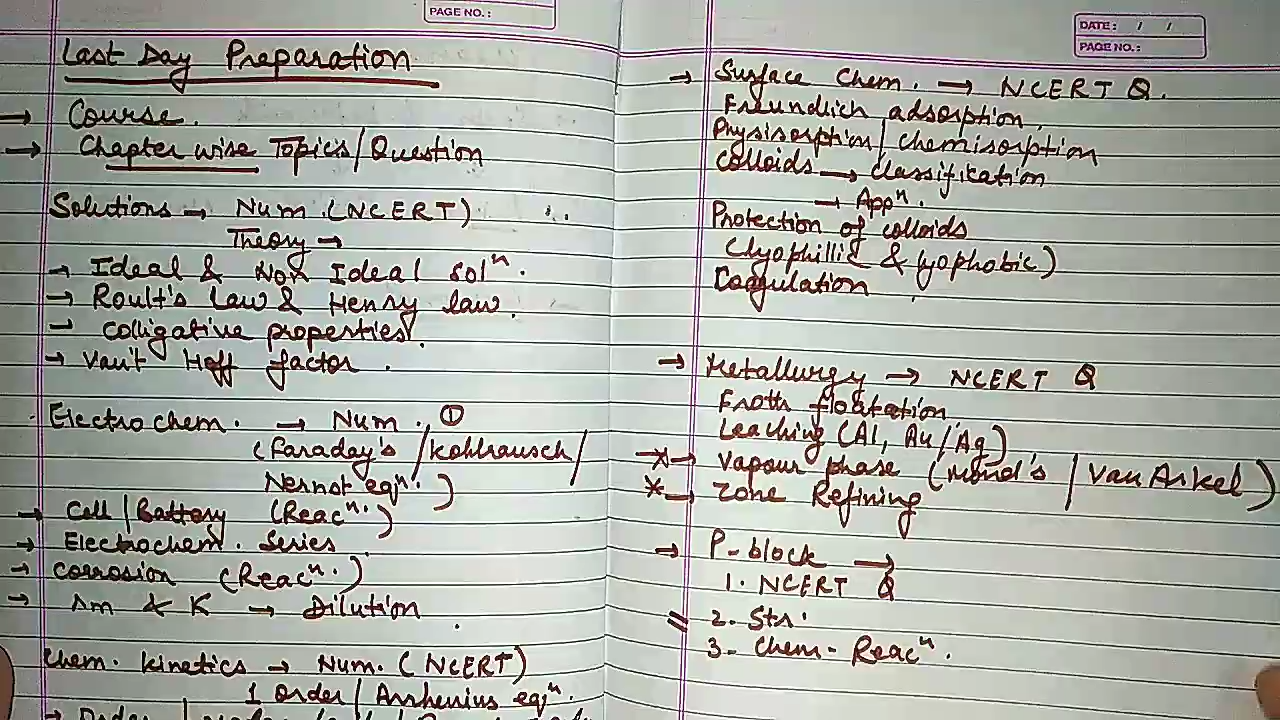 PAGE NO.:
Last Day Preparation
→ Course.
→ Chapter wise Topics/Question
Solutions → Num. (NCERT)
Theory →
→ Ideal & Non Ideal solⁿ.
→ Roult's Law & Henry law.
→ Colligative properties.
→ Van't Hoff factor.
Electrochem. → Num. ①
(Faraday's/Kohlrausch/
Nernst eqⁿ.)
→ Cell/Battery (Reacⁿ.)
→ Electrochem. Series
→ Corrosion (Reacⁿ.)
→ Λm & K → Dilution
Chem. Kinetics → Num. (NCERT)
1 Order/Arrhenius eqⁿ.
DATE: / /
PAGE NO.:
→ Surface Chem. → NCERT Q.
Freundlich adsorption,
Physisorption/chemisorption
Colloids → Classification
→ Appⁿ.
Protection of colloids
(lyophillic & lyophobic)
Coagulation
→ Metallurgy → NCERT Q
Froth floatation
Leaching (Al, Au/Ag)
*→ Vapour phase (Mond's/Van Arkel)
*→ Zone Refining
→ P-block →
1. NCERT Q
2. Str.
3- Chem- Reacⁿ.